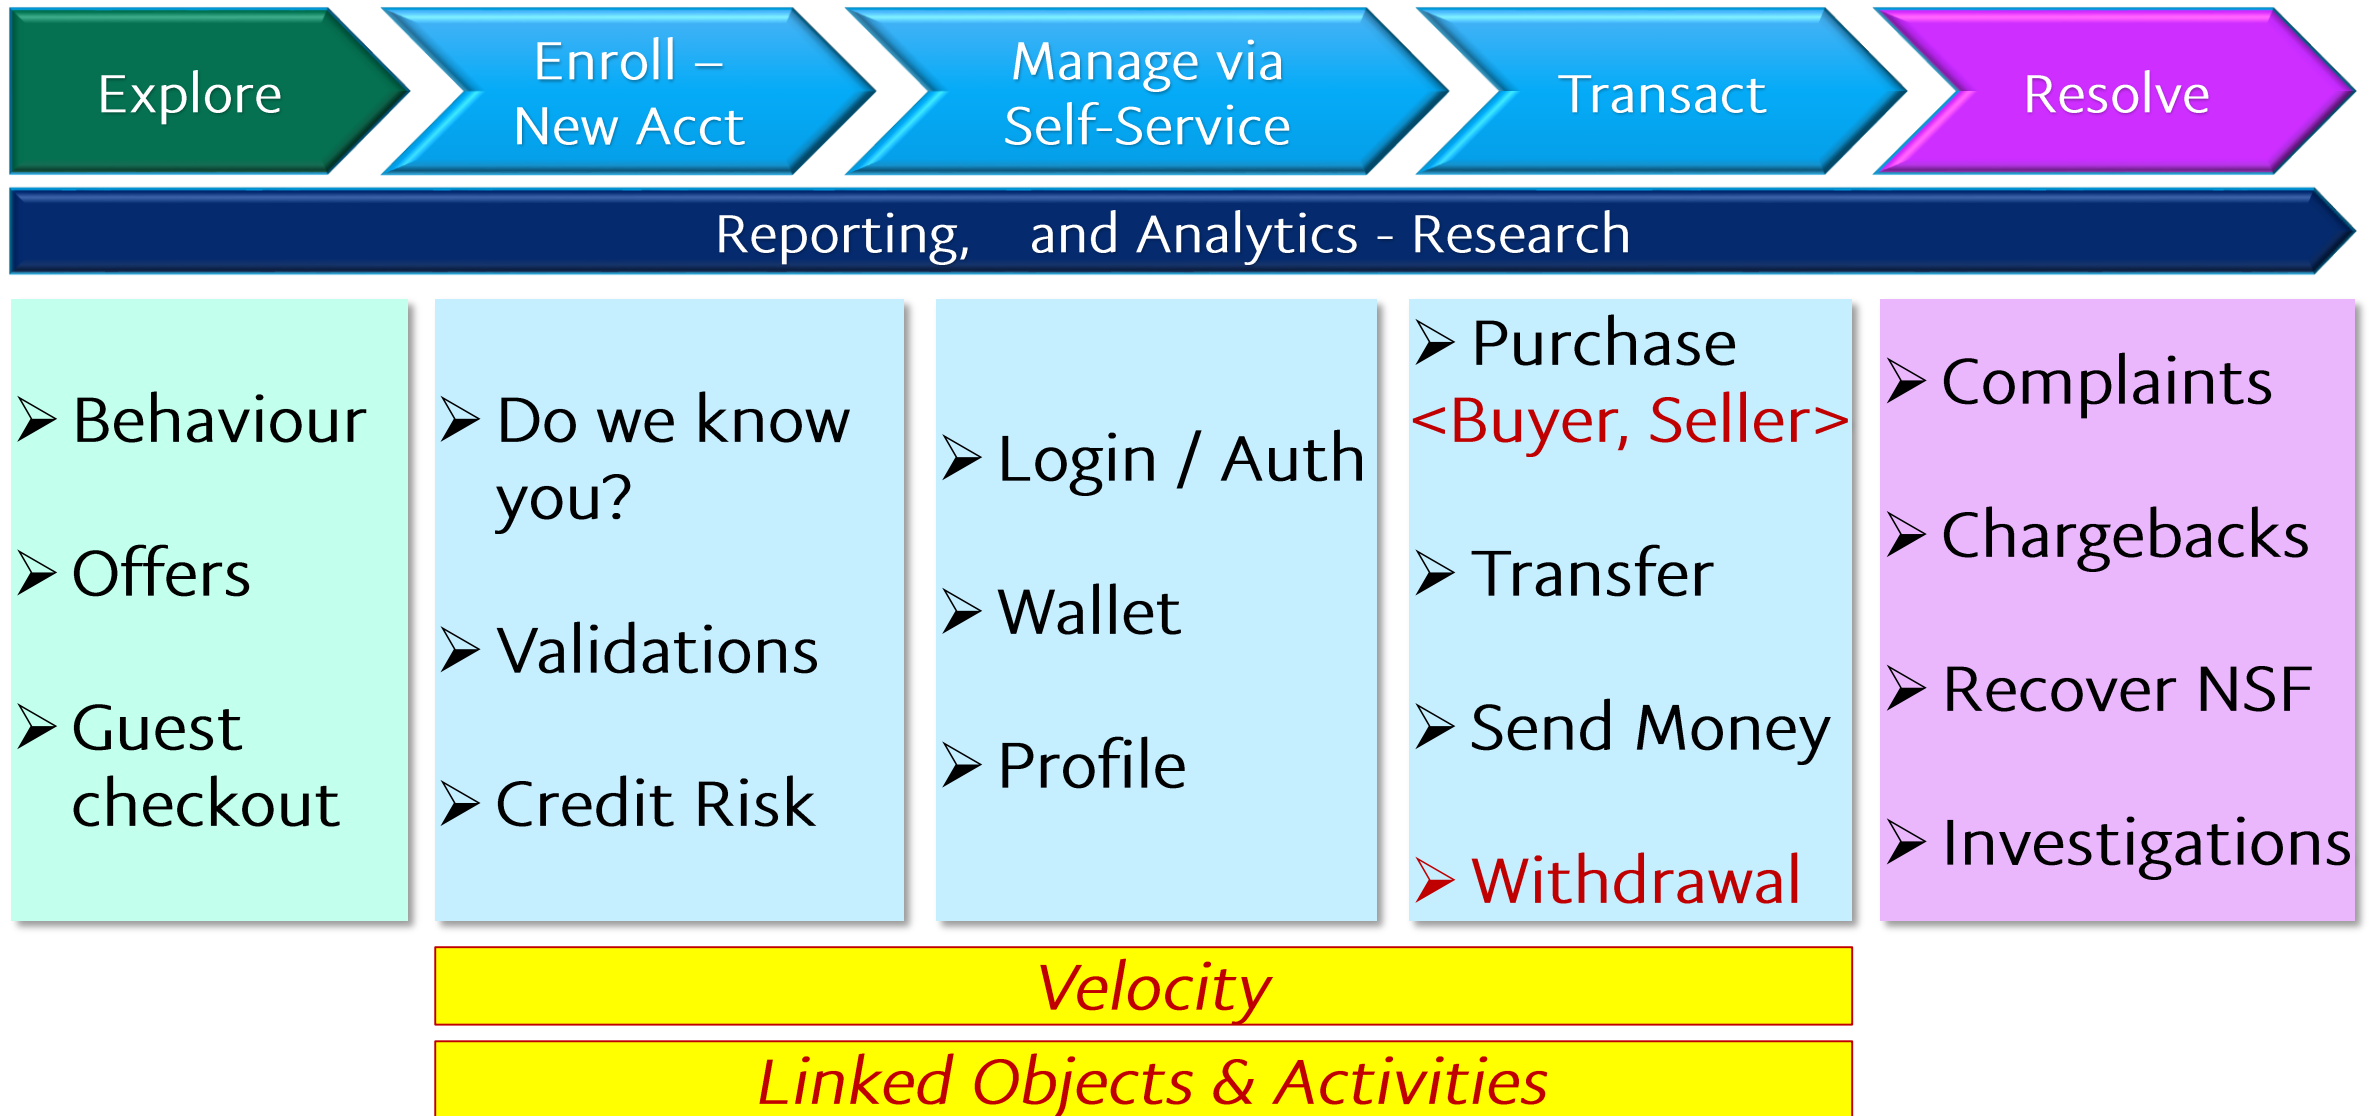 Explore
Enroll –
New Acct
Manage via
Self-Service
Transact
Resolve
Reporting, and Analytics - Research
➢ Behaviour
➢ Offers
➢ Guest
checkout
➢ Do we know
you?
➢ Validations
➢ Credit Risk
➢ Login / Auth
➢ Wallet
➢ Profile
➢ Purchase
<Buyer, Seller>
➢ Transfer
➢ Send Money
➢ Withdrawal
➢ Complaints
➢ Chargebacks
➢ Recover NSF
➢ Investigations
Velocity
Linked Objects & Activities